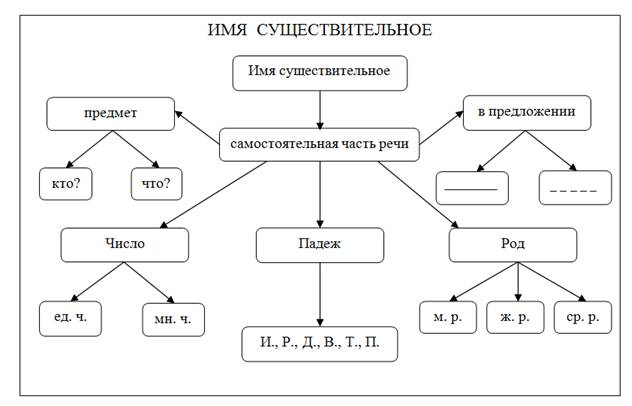 ИМЯ СУЩЕСТВИТЕЛЬНОЕ
Имя существительное
предмет
в предложении
самостоятельная часть речи
кто?
что?
Число
Падеж
Род
ед. ч.
мн. ч.
И., Р., Д., В., Т., П.
м. р.
ж. р.
ср. р.